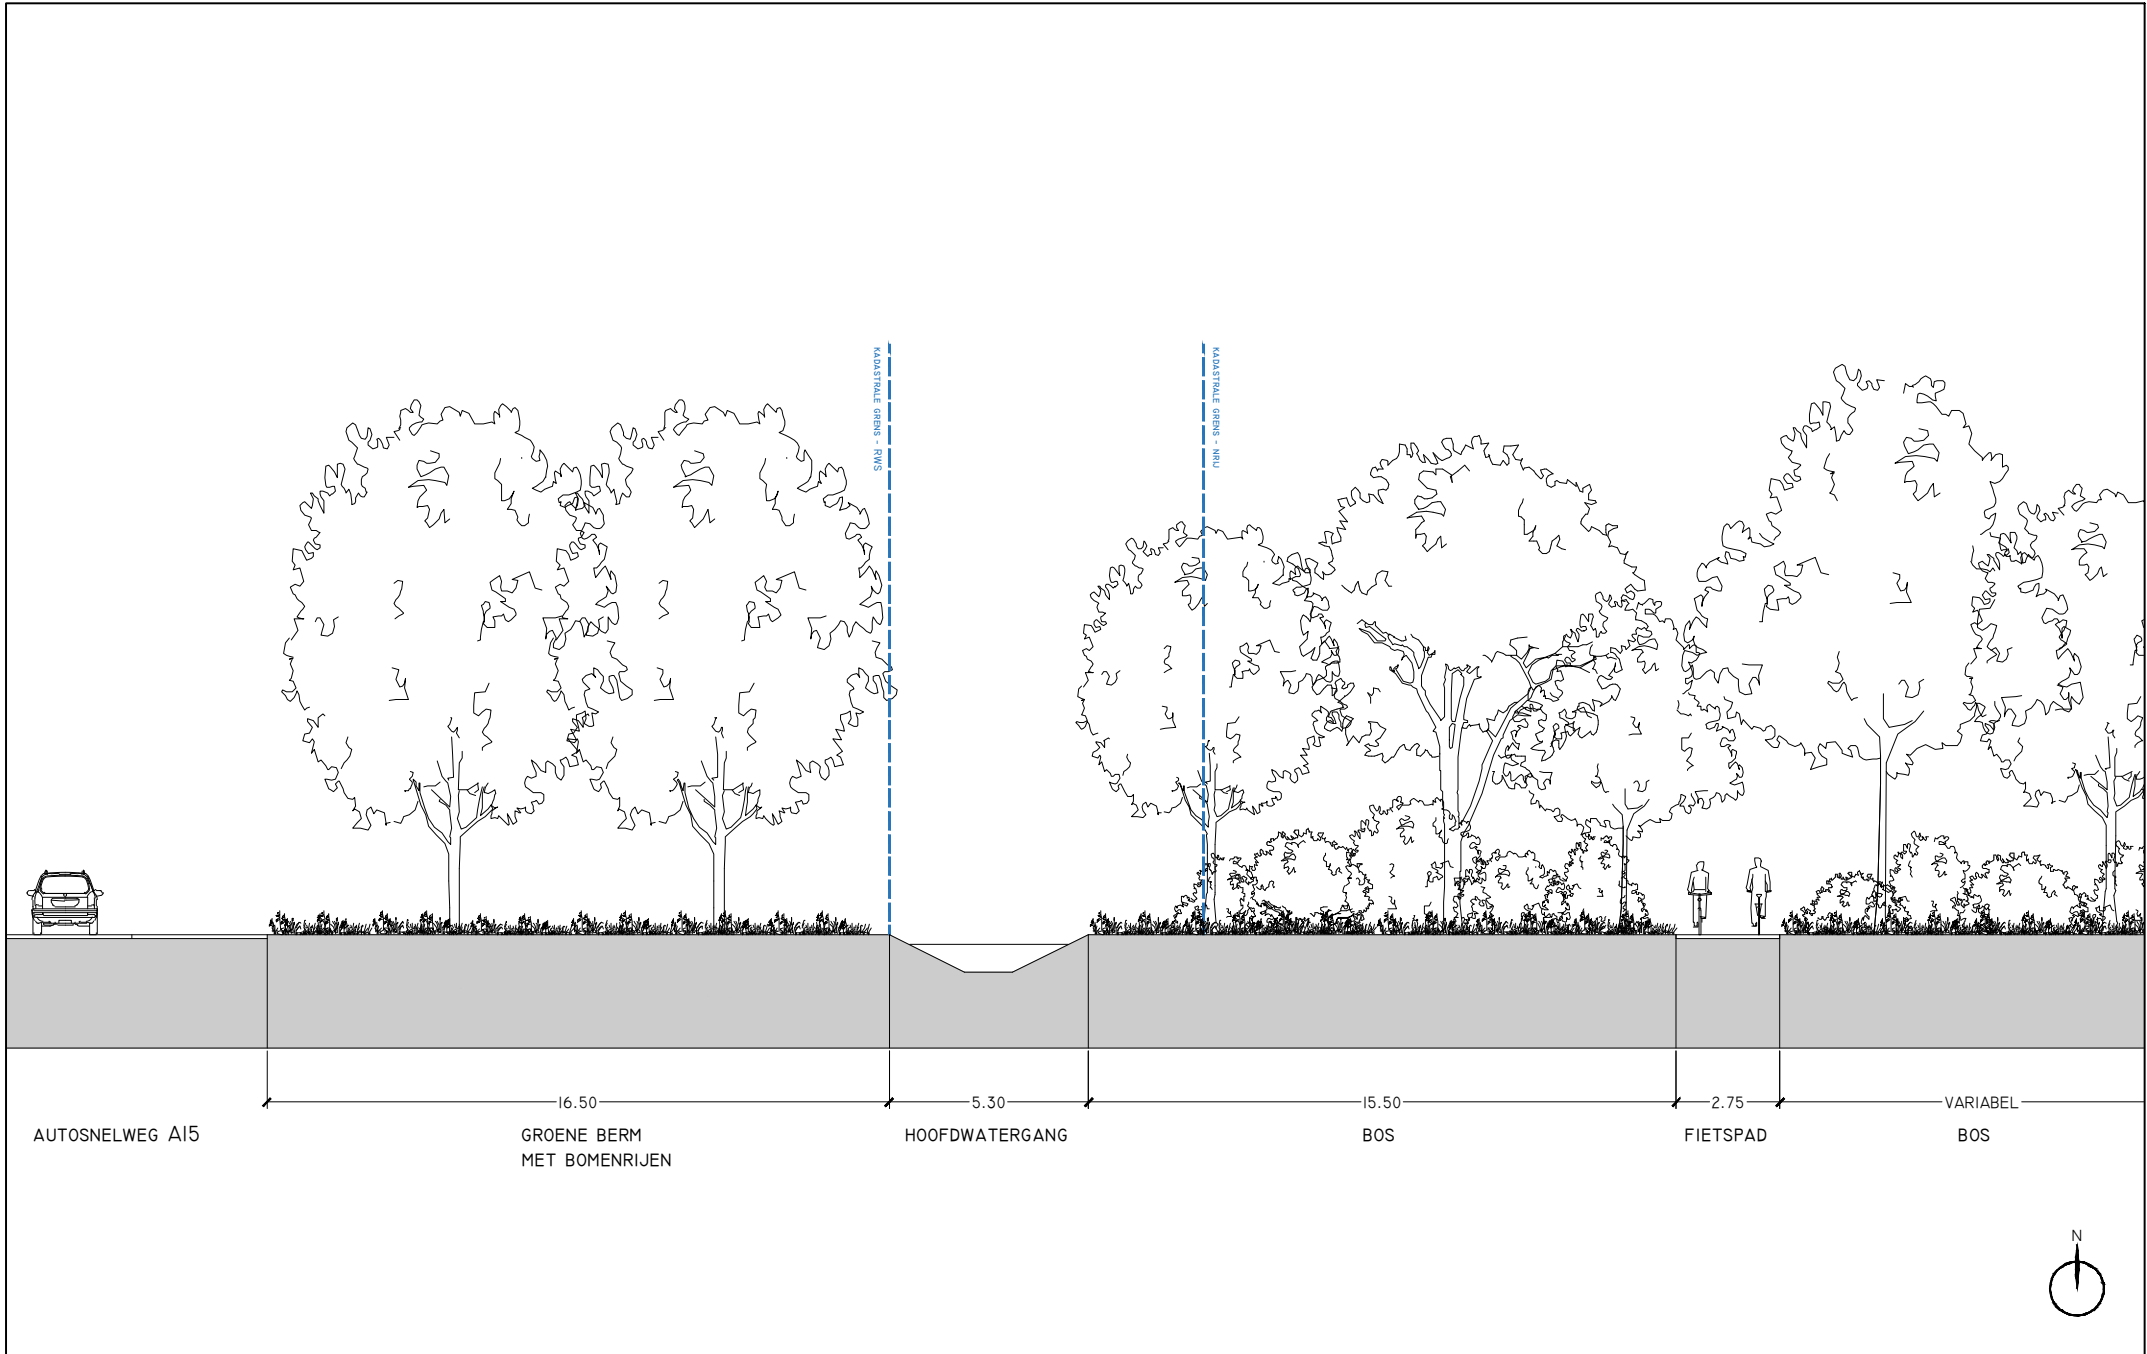 KADASTRALE GRENS - RWS
KADASTRALE GRENS - NRIJ
16.50
5.30
15.50
2.75
VARIABEL
AUTOSNELWEG A15
GROENE BERM
MET BOMENRIJEN
HOOFDWATERGANG
BOS
FIETSPAD
BOS
N